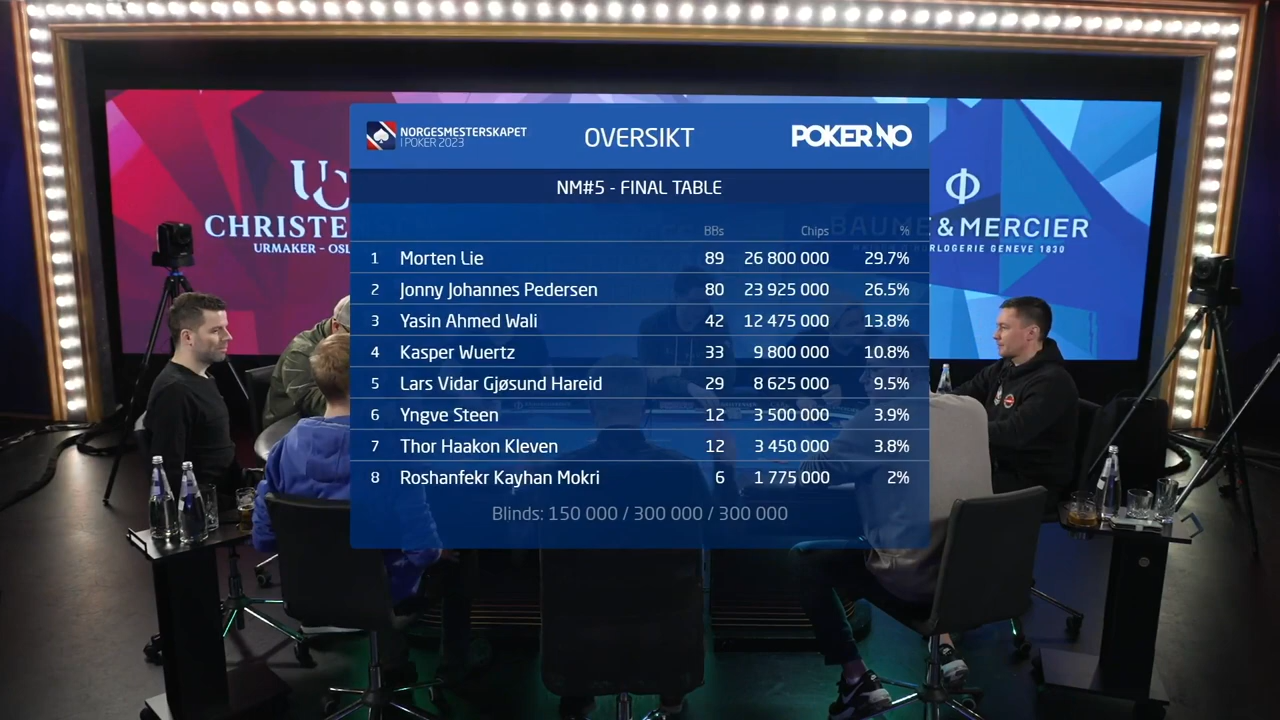 NORGESMESTERSKAPET
I POKER 2023
OVERSIKT
POKER.NO
NM#5 - FINAL TABLE
BBs Chips %
1 Morten Lie 89 26 800 000 29.7%
2 Jonny Johannes Pedersen 80 23 925 000 26.5%
3 Yasin Ahmed Wali 42 12 475 000 13.8%
4 Kasper Wuertz 33 9 800 000 10.8%
5 Lars Vidar Gjøsund Hareid 29 8 625 000 9.5%
6 Yngve Steen 12 3 500 000 3.9%
7 Thor Haakon Kleven 12 3 450 000 3.8%
8 Roshanfekr Kayhan Mokri 6 1 775 000 2%
Blinds: 150 000 / 300 000 / 300 000
UC
CHRISTE
URMAKER - OSL
BAUME & MERCIER
GENEVE 1830